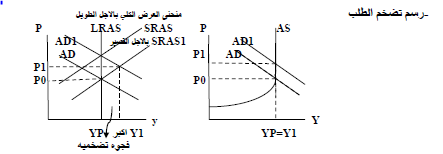 -رسم تضخم الطلب
منحنى العرض الكلي بالاجل الطويل
P LRAS SRAS
AD1 بالاجل القصير SRAS1
AD
P1
P0
YP اكبر Y1 y
فجوه تضخميه
P AS
AD1
AD
P1
P0
YP=Y1 Y